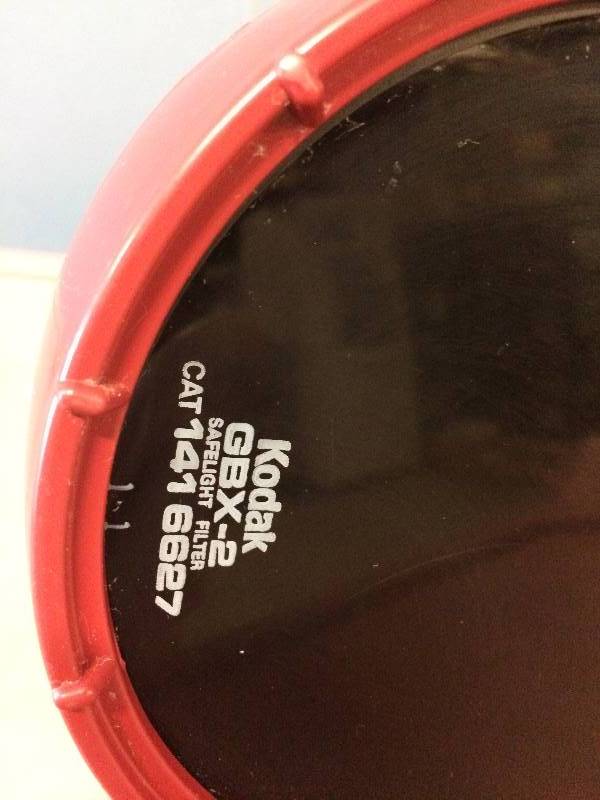 Kodak
GBX-2
SAFELIGHT FILTER
CAT 141 6627